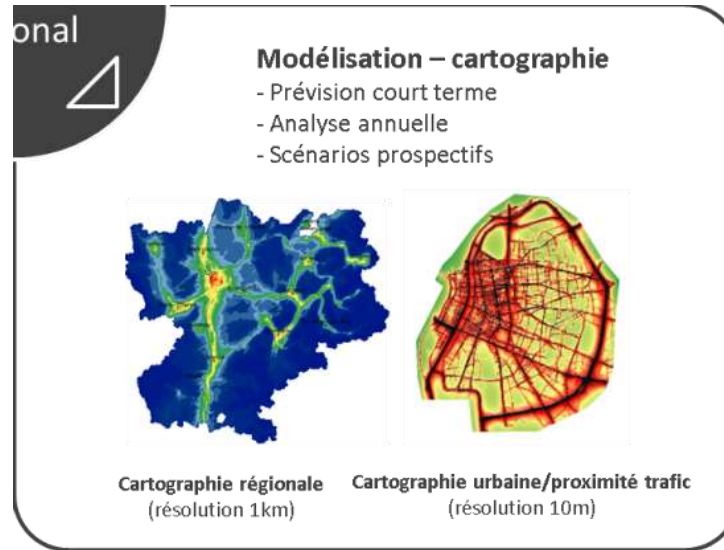 onal
Modélisation – cartographie
- Prévision court terme
- Analyse annuelle
- Scénarios prospectifs
Cartographie régionale
(résolution 1km)
Cartographie urbaine/proximité trafic
(résolution 10m)